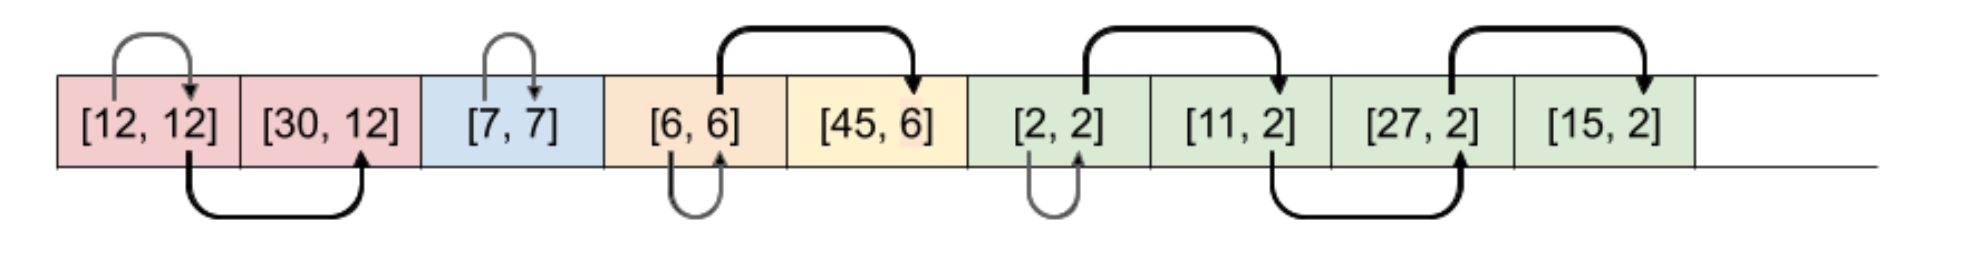 [12, 12] [30, 12] [7, 7] [6, 6] [45, 6] [2, 2] [11, 2] [27, 2] [15, 2]